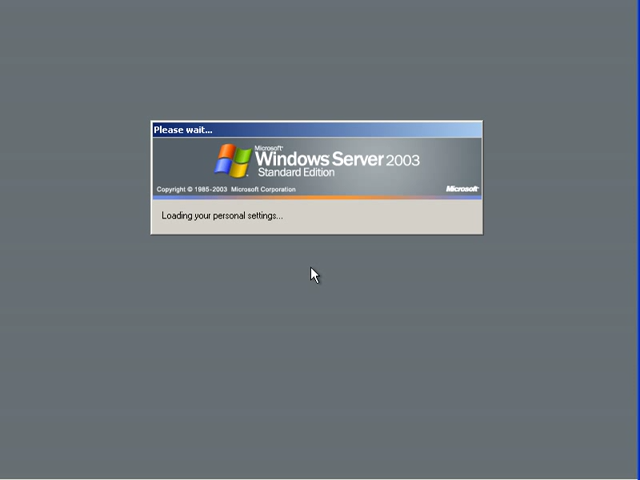 Please wait...
Microsoft
Windows Server 2003
Standard Edition
Copyright © 1985-2003 Microsoft Corporation Microsoft
Loading your personal settings...